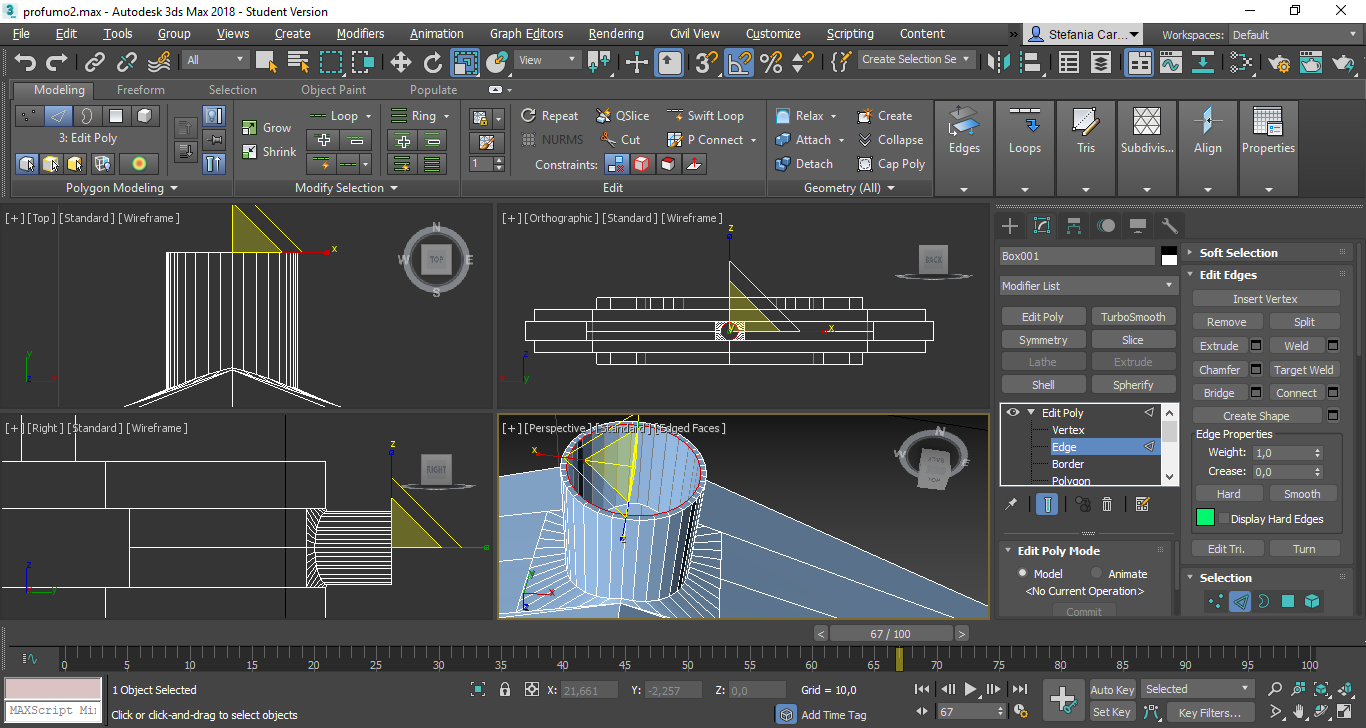 profumo2.max - Autodesk 3ds Max 2018 - Student Version
File Edit Tools Group Views Create Modifiers Animation Graph Editors Rendering Civil View Customize Scripting Content » Stefania Car... Workspaces: Default
All View Create Selection Se
Modeling Freeform Selection Object Paint Populate
3: Edit Poly
Polygon Modeling
Grow
Shrink
Loop Ring
Modify Selection
1
Repeat QSlice Swift Loop
NURMS Cut P Connect
Constraints:
Edit
Relax Create
Attach Collapse
Detach Cap Poly
Geometry (All)
Edges Loops Tris Subdivis... Align Properties
[+] [Top] [Standard] [Wireframe]
N
W TOP E
S
x
y
z x
[+] [Orthographic] [Standard] [Wireframe]
BACK
z
y x
z
x y
[+] [Right] [Standard] [Wireframe]
RIGHT
z
z
y
[+] [Perspective] [Standard] [Edged Faces]
N
W E
BACK
x
z
y
x
z
Box001
Modifier List
Edit Poly TurboSmooth
Symmetry Slice
Lathe Extrude
Shell Spherify
Edit Poly
Vertex
Edge
Border
Polygon
Edit Poly Mode
Model Animate
<No Current Operation>
Commit
Soft Selection
Edit Edges
Insert Vertex
Remove Split
Extrude Weld
Chamfer Target Weld
Bridge Connect
Create Shape
Edge Properties
Weight: 1,0
Crease: 0,0
Hard Smooth
Display Hard Edges
Edit Tri. Turn
Selection
< 67 / 100 >
0 5 10 15 20 25 30 35 40 45 50 55 60 65 70 75 80 85 90 95 100
1 Object Selected
X: 21,661 Y: -2,257 Z: 0,0 Grid = 10,0
Auto Key Selected
MAXScript Mi
Click or click-and-drag to select objects
Add Time Tag
67
Set Key Key Filters...